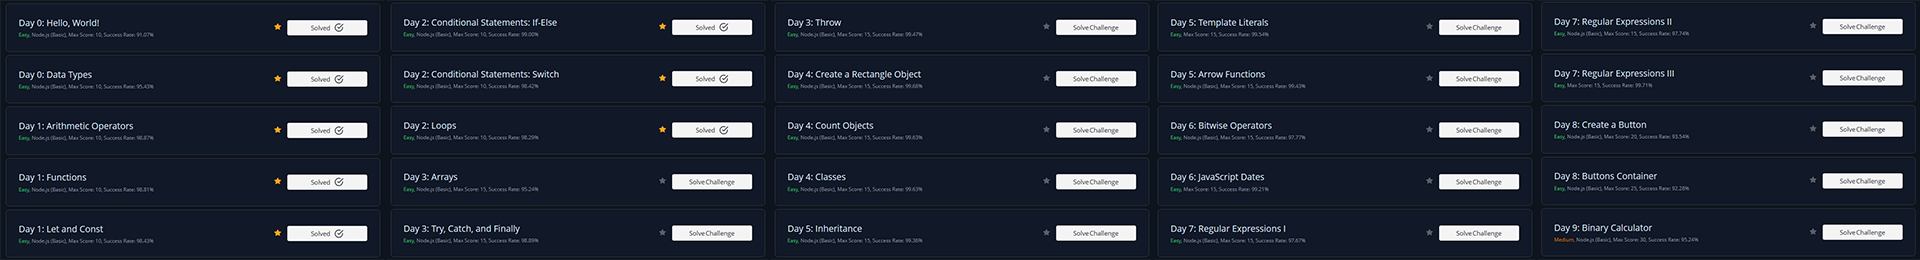 Day 0: Hello, World!
Easy, Node.js (Basic), Max Score: 10, Success Rate: 91.07%
Solved
Day 0: Data Types
Easy, Node.js (Basic), Max Score: 10, Success Rate: 95.43%
Solved
Day 1: Arithmetic Operators
Easy, Node.js (Basic), Max Score: 10, Success Rate: 98.87%
Solved
Day 1: Functions
Easy, Node.js (Basic), Max Score: 10, Success Rate: 98.81%
Solved
Day 1: Let and Const
Easy, Node.js (Basic), Max Score: 10, Success Rate: 98.43%
Solved
Day 2: Conditional Statements: If-Else
Easy, Node.js (Basic), Max Score: 10, Success Rate: 99.00%
Solved
Day 2: Conditional Statements: Switch
Easy, Node.js (Basic), Max Score: 10, Success Rate: 98.42%
Solved
Day 2: Loops
Easy, Node.js (Basic), Max Score: 10, Success Rate: 98.29%
Solved
Day 3: Arrays
Easy, Node.js (Basic), Max Score: 15, Success Rate: 95.24%
Solve Challenge
Day 3: Try, Catch, and Finally
Easy, Node.js (Basic), Max Score: 15, Success Rate: 98.89%
Solve Challenge
Day 3: Throw
Easy, Node.js (Basic), Max Score: 15, Success Rate: 99.47%
Solve Challenge
Day 4: Create a Rectangle Object
Easy, Node.js (Basic), Max Score: 15, Success Rate: 99.66%
Solve Challenge
Day 4: Count Objects
Easy, Node.js (Basic), Max Score: 15, Success Rate: 99.63%
Solve Challenge
Day 4: Classes
Easy, Node.js (Basic), Max Score: 15, Success Rate: 99.63%
Solve Challenge
Day 5: Inheritance
Easy, Node.js (Basic), Max Score: 15, Success Rate: 99.36%
Solve Challenge
Day 5: Template Literals
Easy, Max Score: 15, Success Rate: 99.54%
Solve Challenge
Day 5: Arrow Functions
Easy, Node.js (Basic), Max Score: 15, Success Rate: 99.43%
Solve Challenge
Day 6: Bitwise Operators
Easy, Node.js (Basic), Max Score: 15, Success Rate: 97.77%
Solve Challenge
Day 6: JavaScript Dates
Easy, Max Score: 15, Success Rate: 99.21%
Solve Challenge
Day 7: Regular Expressions I
Easy, Node.js (Basic), Max Score: 15, Success Rate: 97.67%
Solve Challenge
Day 7: Regular Expressions II
Easy, Node.js (Basic), Max Score: 15, Success Rate: 97.74%
Solve Challenge
Day 7: Regular Expressions III
Easy, Max Score: 15, Success Rate: 99.71%
Solve Challenge
Day 8: Create a Button
Easy, Node.js (Basic), Max Score: 20, Success Rate: 93.54%
Solve Challenge
Day 8: Buttons Container
Easy, Node.js (Basic), Max Score: 25, Success Rate: 92.28%
Solve Challenge
Day 9: Binary Calculator
Medium, Node.js (Basic), Max Score: 30, Success Rate: 95.24%
Solve Challenge